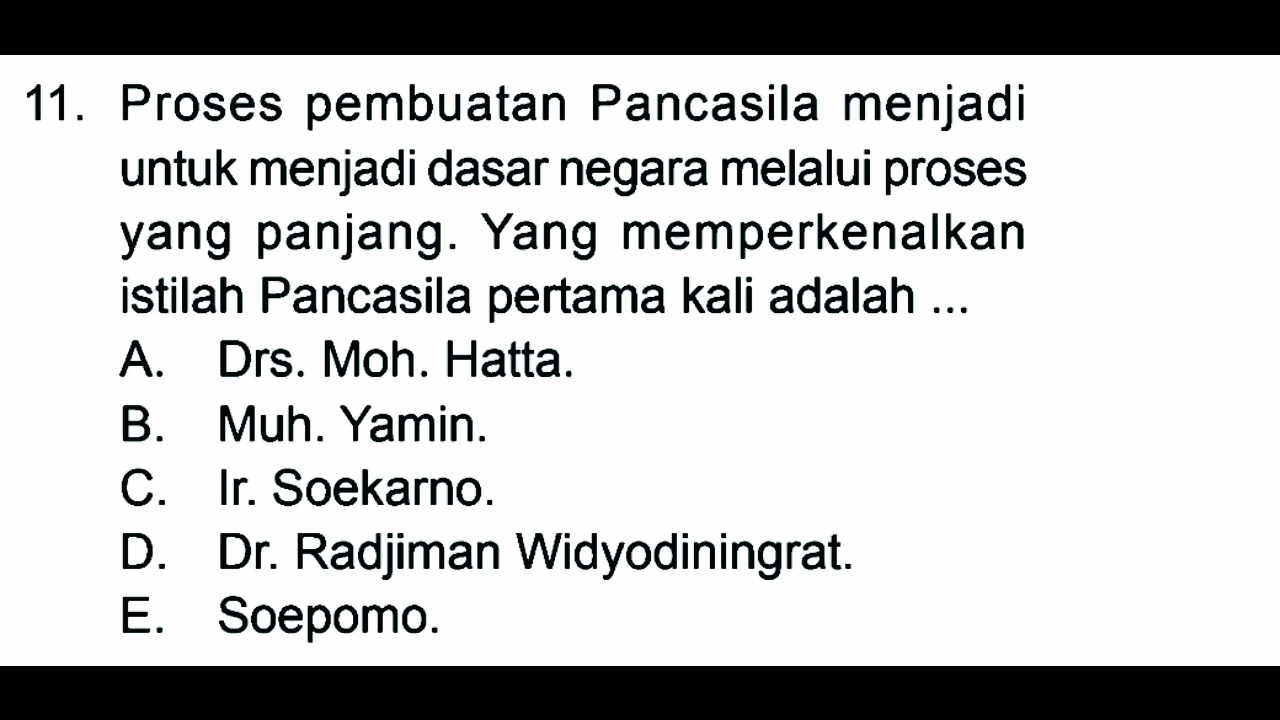 11. Proses pembuatan Pancasila menjadi
untuk menjadi dasar negara melalui proses
yang panjang. Yang memperkenalkan
istilah Pancasila pertama kali adalah ...
A. Drs. Moh. Hatta.
B. Muh. Yamin.
C. Ir. Soekarno.
D. Dr. Radjiman Widyodiningrat.
E. Soepomo.